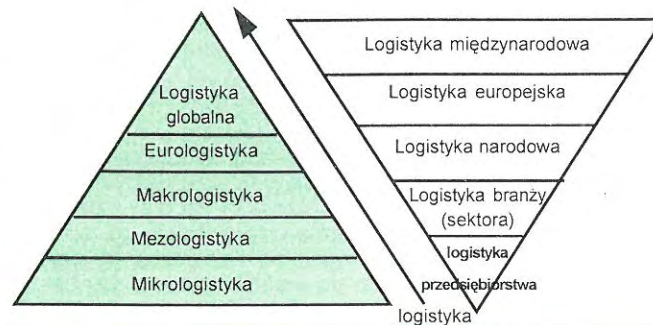 Logistyka
globalna
Eurologistyka
Makrologistyka
Mezologistyka
Mikrologistyka
Logistyka międzynarodowa
Logistyka europejska
Logistyka narodowa
Logistyka branży
(sektora)
logistyka
przedsiębiorstwa
logistyka